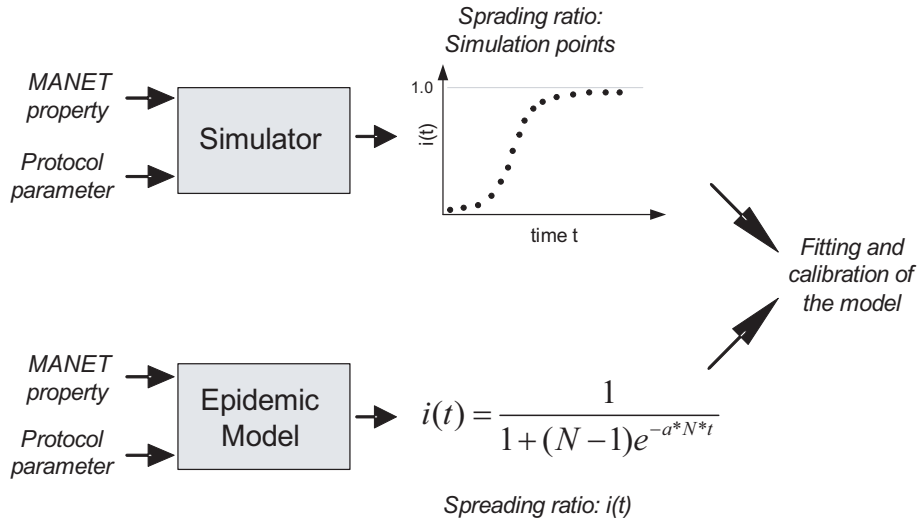 Sprading ratio:
Simulation points
MANET
property
Protocol
parameter
Simulator
1.0
i(t)
time t
Fitting and
calibration of
the model
MANET
property
Protocol
parameter
Epidemic
Model
i(t) = 1 / (1 + (N − 1)e^{−a*N*t})
Spreading ratio: i(t)